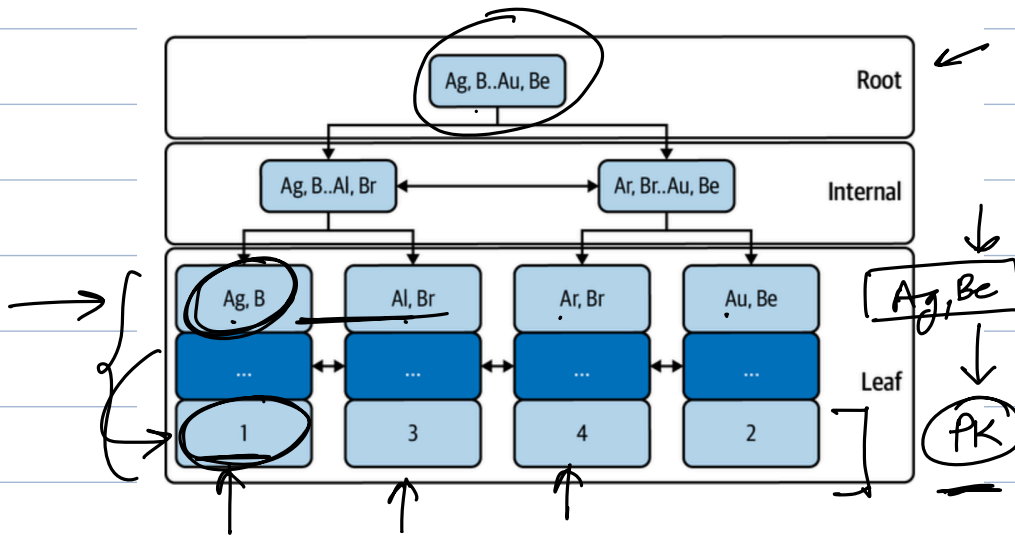 Ag, B..Au, Be
Root
Ag, B..Al, Br
Ar, Br..Au, Be
Internal
Ag, B
Al, Br
Ar, Br
Au, Be
Ag, Be
...
...
...
...
Leaf
1
3
4
2
PK